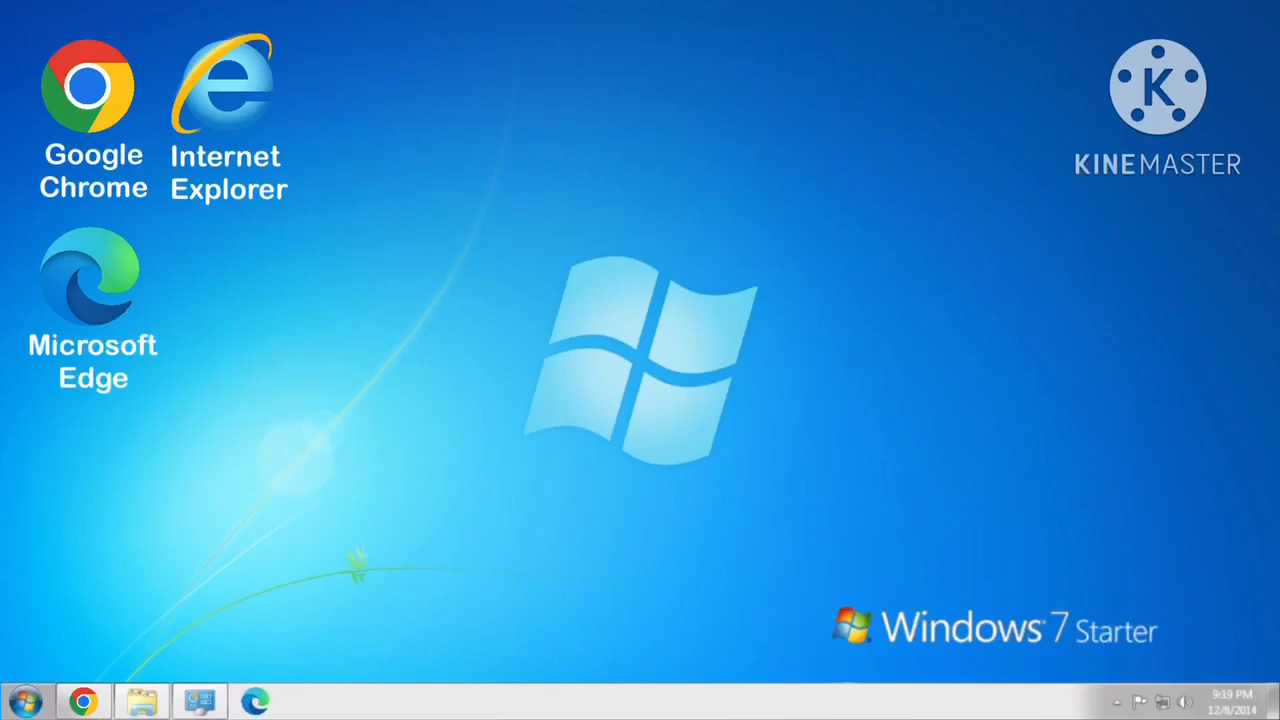 Google
Chrome
Internet
Explorer
Microsoft
Edge
K
KINEMASTER
Windows 7 Starter
9:19 PM
12/8/2014